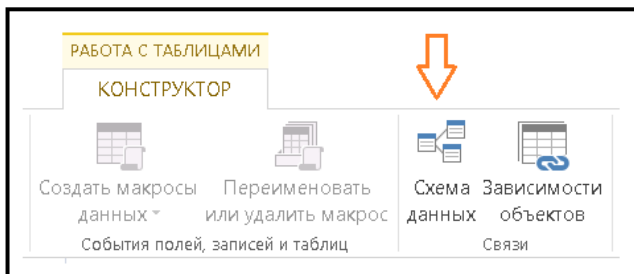 РАБОТА С ТАБЛИЦАМИ
КОНСТРУКТОР
Создать макросы
данных
Переименовать
или удалить макрос
Схема
данных
Зависимости
объектов
События полей, записей и таблиц
Связи